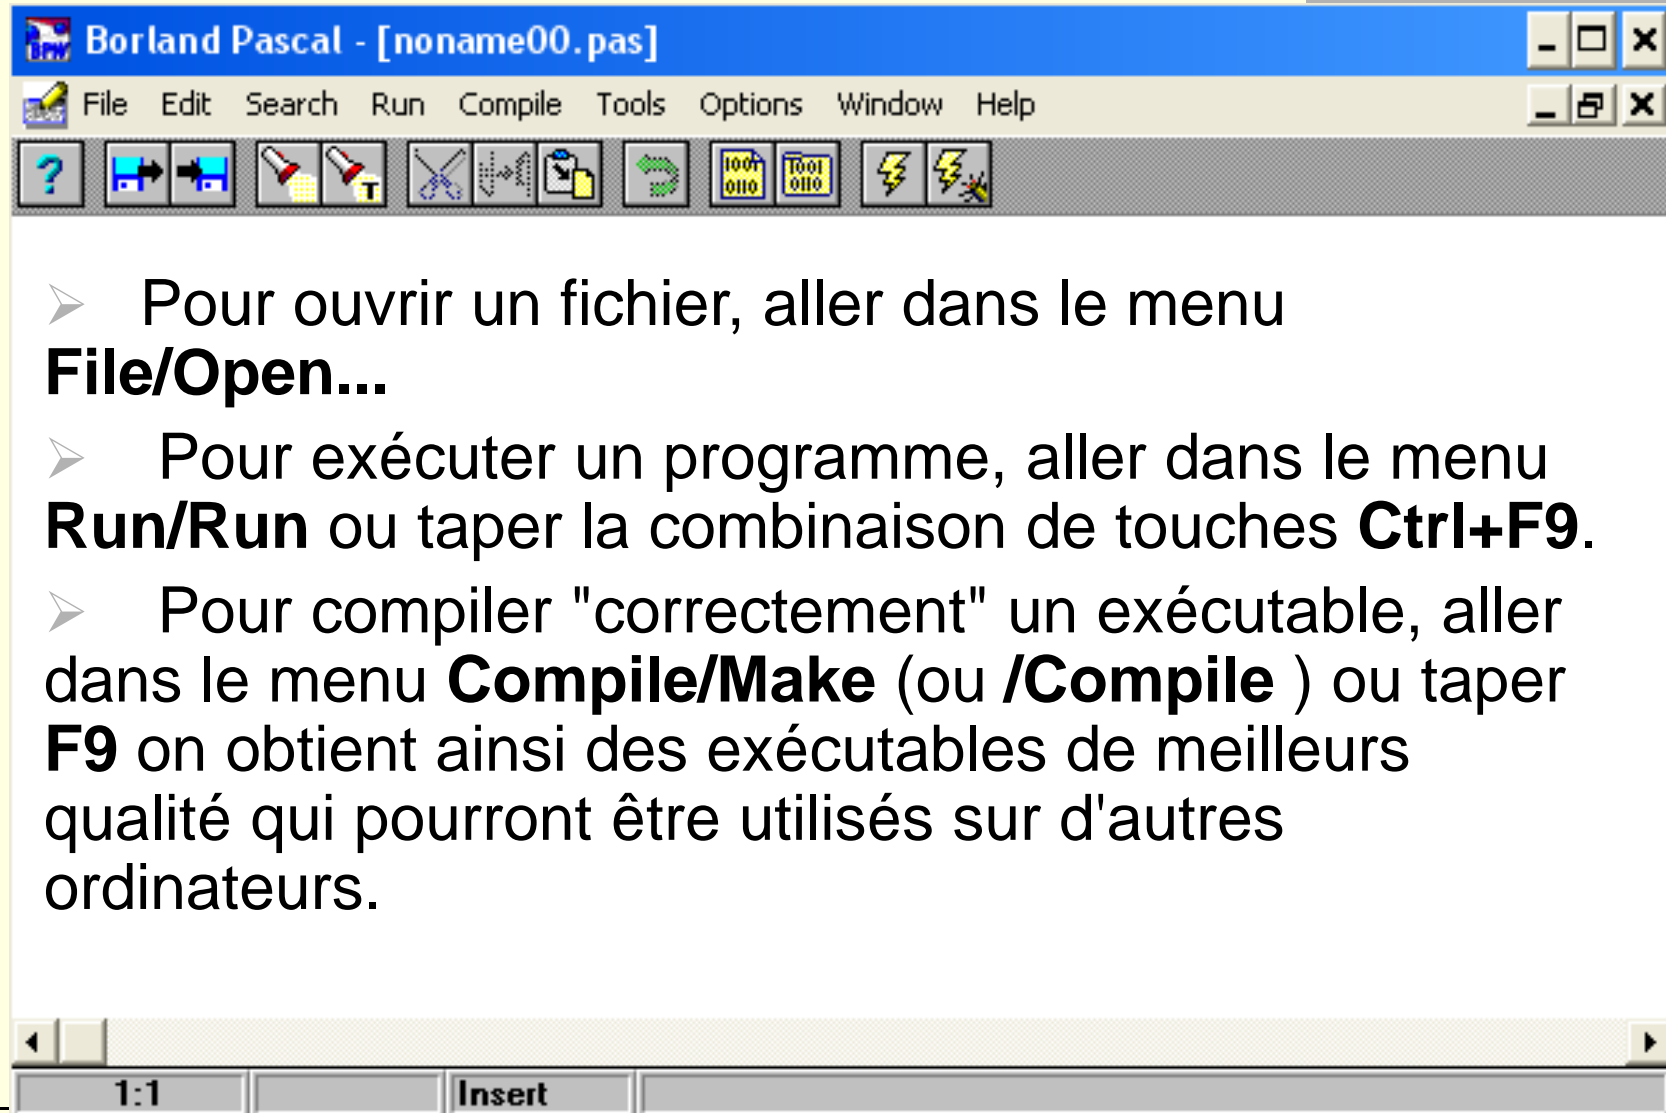 Borland Pascal - [noname00.pas]
File Edit Search Run Compile Tools Options Window Help
Pour ouvrir un fichier, aller dans le menu
File/Open...
Pour exécuter un programme, aller dans le menu
Run/Run ou taper la combinaison de touches Ctrl+F9.
Pour compiler "correctement" un exécutable, aller
dans le menu Compile/Make (ou /Compile ) ou taper
F9 on obtient ainsi des exécutables de meilleurs
qualité qui pourront être utilisés sur d'autres
ordinateurs.
1:1 Insert